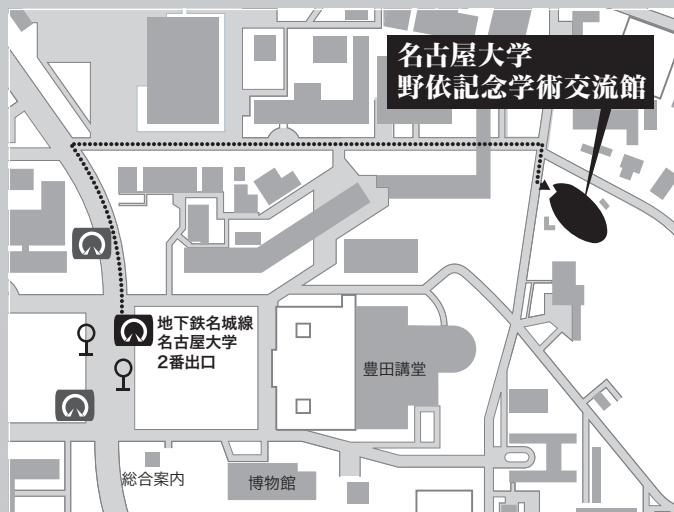 名古屋大学
野依記念学術交流館
地下鉄名城線
名古屋大学
2番出口
豊田講堂
総合案内
博物館